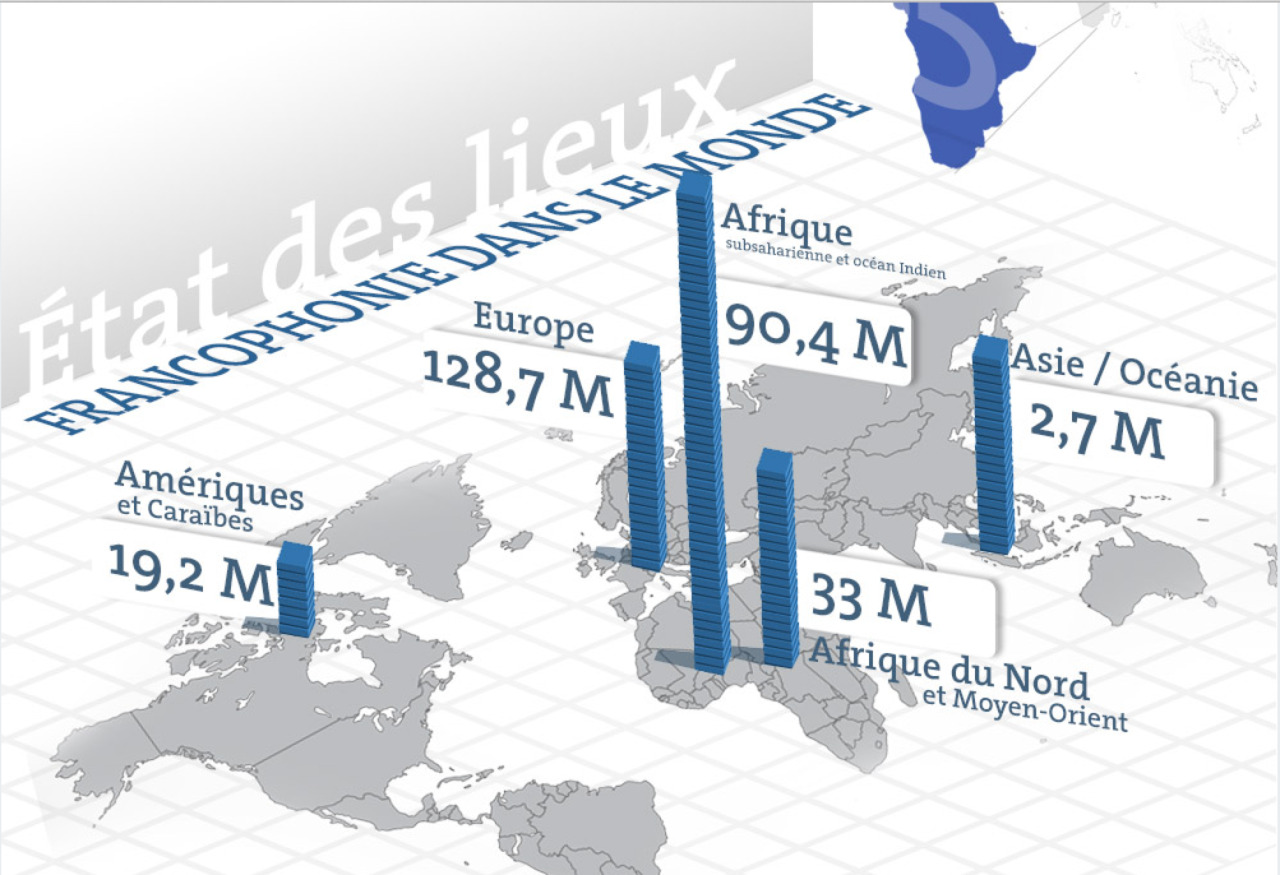 État des lieux
FRANCOPHONIE DANS LE MONDE
Afrique
subsaharienne et océan Indien
90,4 M
Europe
128,7 M
Asie / Océanie
2,7 M
Amériques
et Caraïbes
19,2 M
33 M
Afrique du Nord
et Moyen-Orient